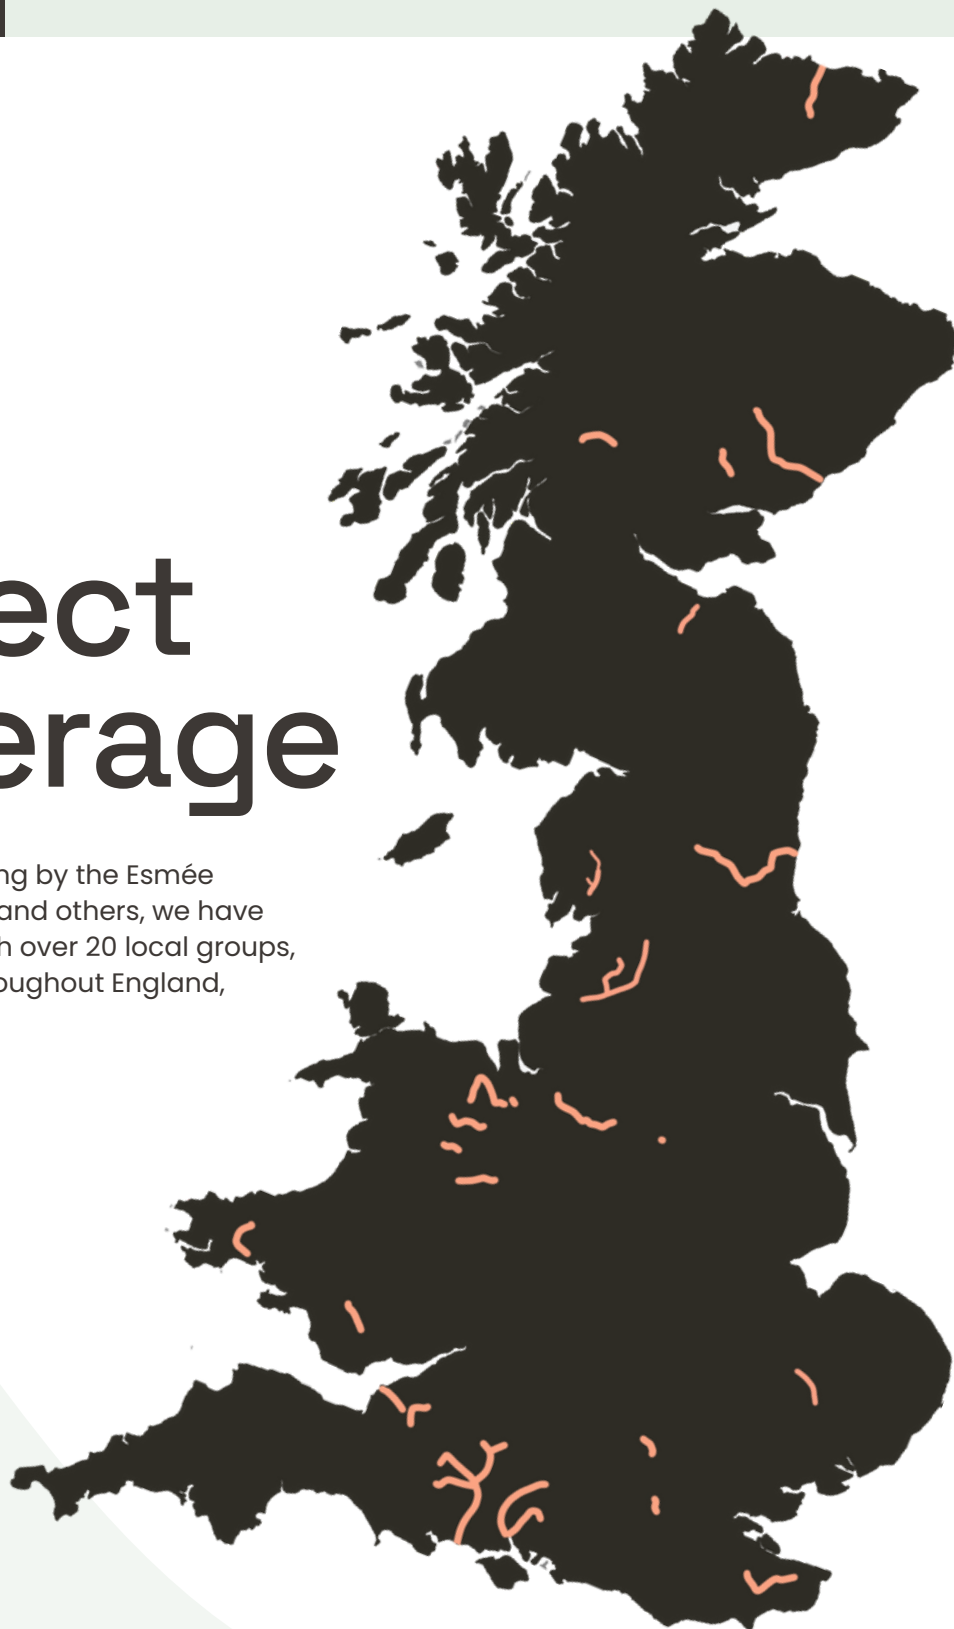 ect
erage
ng by the Esmée
and others, we have
h over 20 local groups,
oughout England,